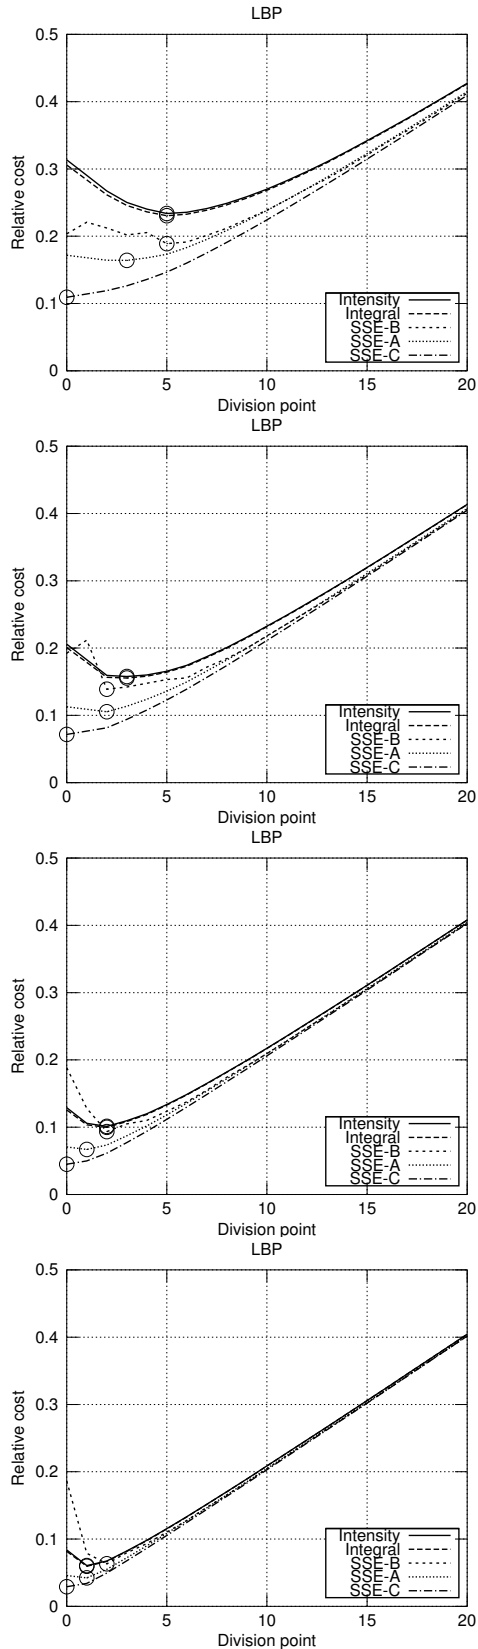 LBP
0.5
0.4
0.3
0.2
0.1
0
Relative cost
Intensity
Integral
SSE-B
SSE-A
SSE-C
0 5 10 15 20
Division point
LBP
0.5
0.4
0.3
0.2
0.1
0
Relative cost
Intensity
Integral
SSE-B
SSE-A
SSE-C
0 5 10 15 20
Division point
LBP
0.5
0.4
0.3
0.2
0.1
0
Relative cost
Intensity
Integral
SSE-B
SSE-A
SSE-C
0 5 10 15 20
Division point
LBP
0.5
0.4
0.3
0.2
0.1
0
Relative cost
Intensity
Integral
SSE-B
SSE-A
SSE-C
0 5 10 15 20
Division point